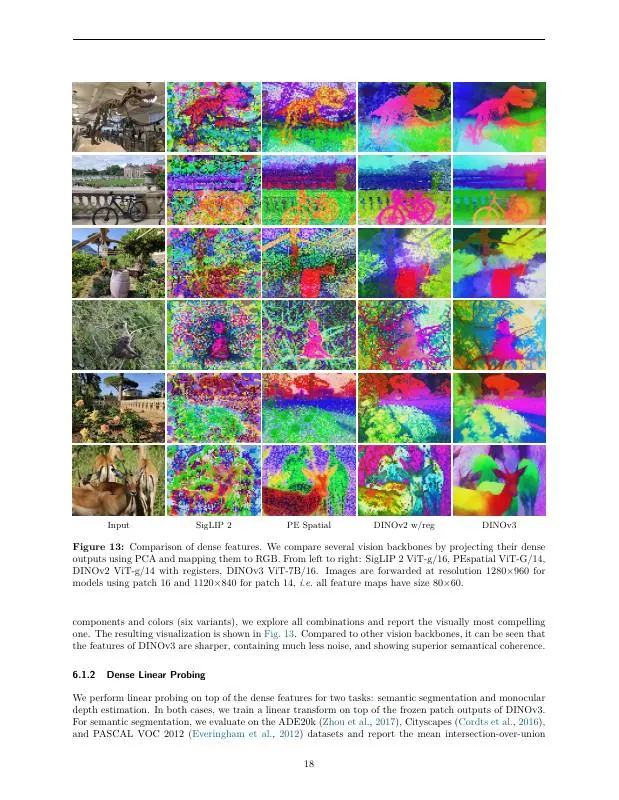 Input SigLIP 2 PE Spatial DINOv2 w/reg DINOv3
Figure 13: Comparison of dense features. We compare several vision backbones by projecting their dense
outputs using PCA and mapping them to RGB. From left to right: SigLIP 2 ViT-g/16, PEspatial ViT-G/14,
DINOv2 ViT-g/14 with registers, DINOv3 ViT-7B/16. Images are forwarded at resolution 1280×960 for
models using patch 16 and 1120×840 for patch 14, i.e. all feature maps have size 80×60.
components and colors (six variants), we explore all combinations and report the visually most compelling
one. The resulting visualization is shown in Fig. 13. Compared to other vision backbones, it can be seen that
the features of DINOv3 are sharper, containing much less noise, and showing superior semantical coherence.
6.1.2 Dense Linear Probing
We perform linear probing on top of the dense features for two tasks: semantic segmentation and monocular
depth estimation. In both cases, we train a linear transform on top of the frozen patch outputs of DINOv3.
For semantic segmentation, we evaluate on the ADE20k (Zhou et al., 2017), Cityscapes (Cordts et al., 2016),
and PASCAL VOC 2012 (Everingham et al., 2012) datasets and report the mean intersection-over-union
18